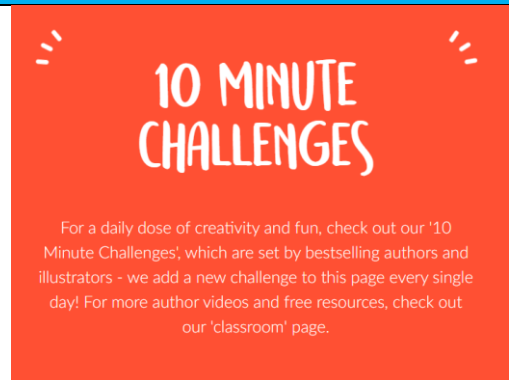 10 MINUTE
CHALLENGES
For a daily dose of creativity and fun, check out our '10
Minute Challenges', which are set by bestselling authors and
illustrators - we add a new challenge to this page every single
day! For more author videos and free resources, check out
our 'classroom' page.